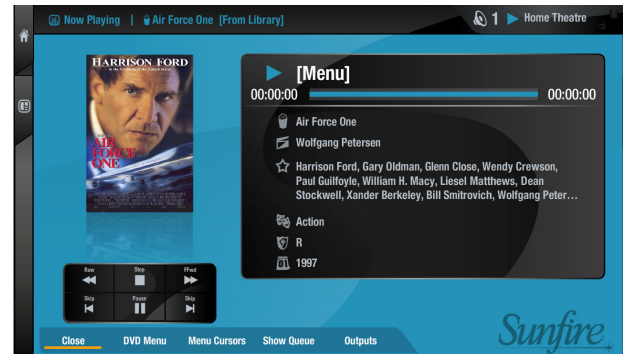 Now Playing | Air Force One [From Library]
1 Home Theatre
HARRISON FORD
AIR
FORCE
ONE
[Menu]
00:00:00 00:00:00
Air Force One
Wolfgang Petersen
Harrison Ford, Gary Oldman, Glenn Close, Wendy Crewson,
Paul Guilfoyle, William H. Macy, Liesel Matthews, Dean
Stockwell, Xander Berkeley, Bill Smitrovich, Wolfgang Peter…
Action
R
1997
Rew Stop FFwd
Skip Pause Skip
Close DVD Menu Menu Cursors Show Queue Outputs
Sunfire